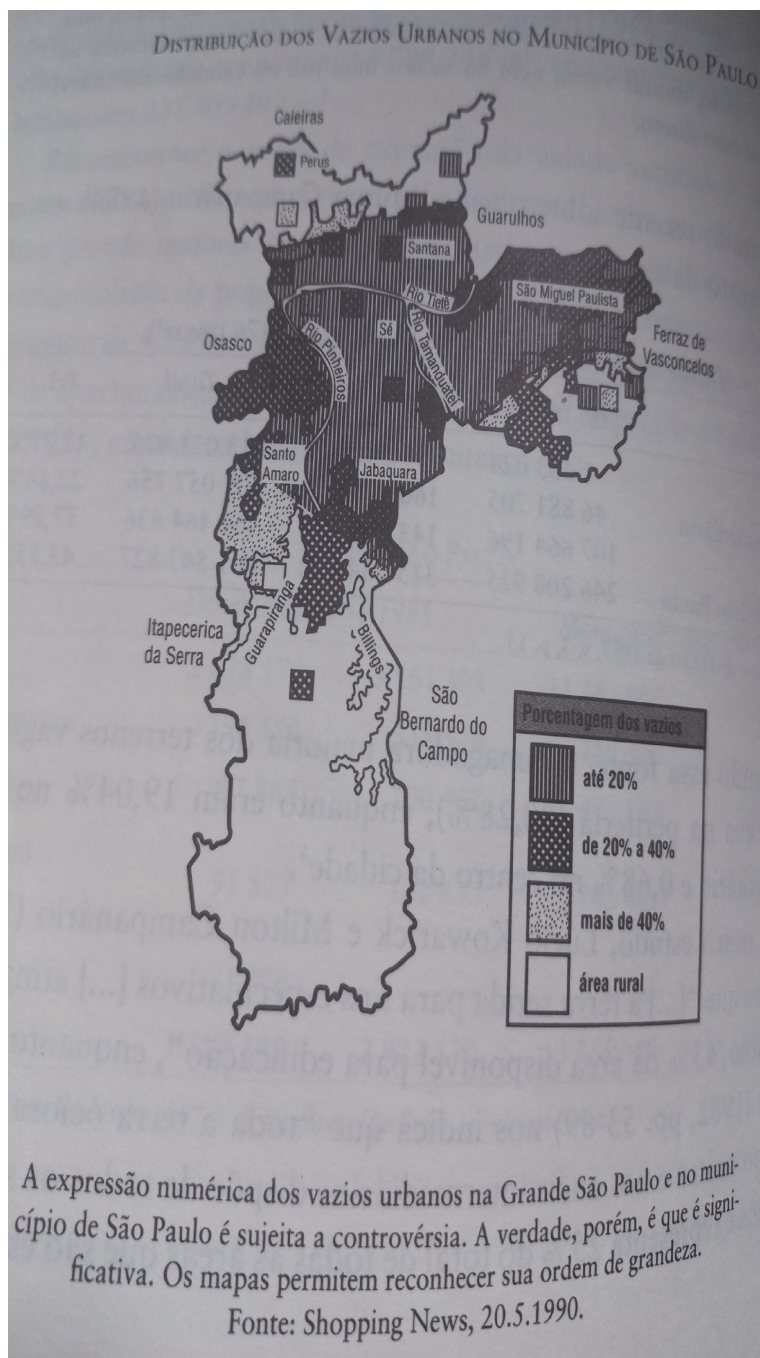 DISTRIBUIÇÃO DOS VAZIOS URBANOS NO MUNICÍPIO DE SÃO PAULO
Caieiras
Perus
Guarulhos
Santana
São Miguel Paulista
Rio Tietê
Ferraz de
Vasconcelos
Osasco
Rio Pinheiros
Sé
Rio Tamanduateí
Santo
Amaro
Jabaquara
Itapecerica
da Serra
Guarapiranga
Billings
São
Bernardo do
Campo
Porcentagem dos vazios
até 20%
de 20% a 40%
mais de 40%
área rural
A expressão numérica dos vazios urbanos na Grande São Paulo e no muni-
cípio de São Paulo é sujeita a controvérsia. A verdade, porém, é que é signi-
ficativa. Os mapas permitem reconhecer sua ordem de grandeza.
Fonte: Shopping News, 20.5.1990.